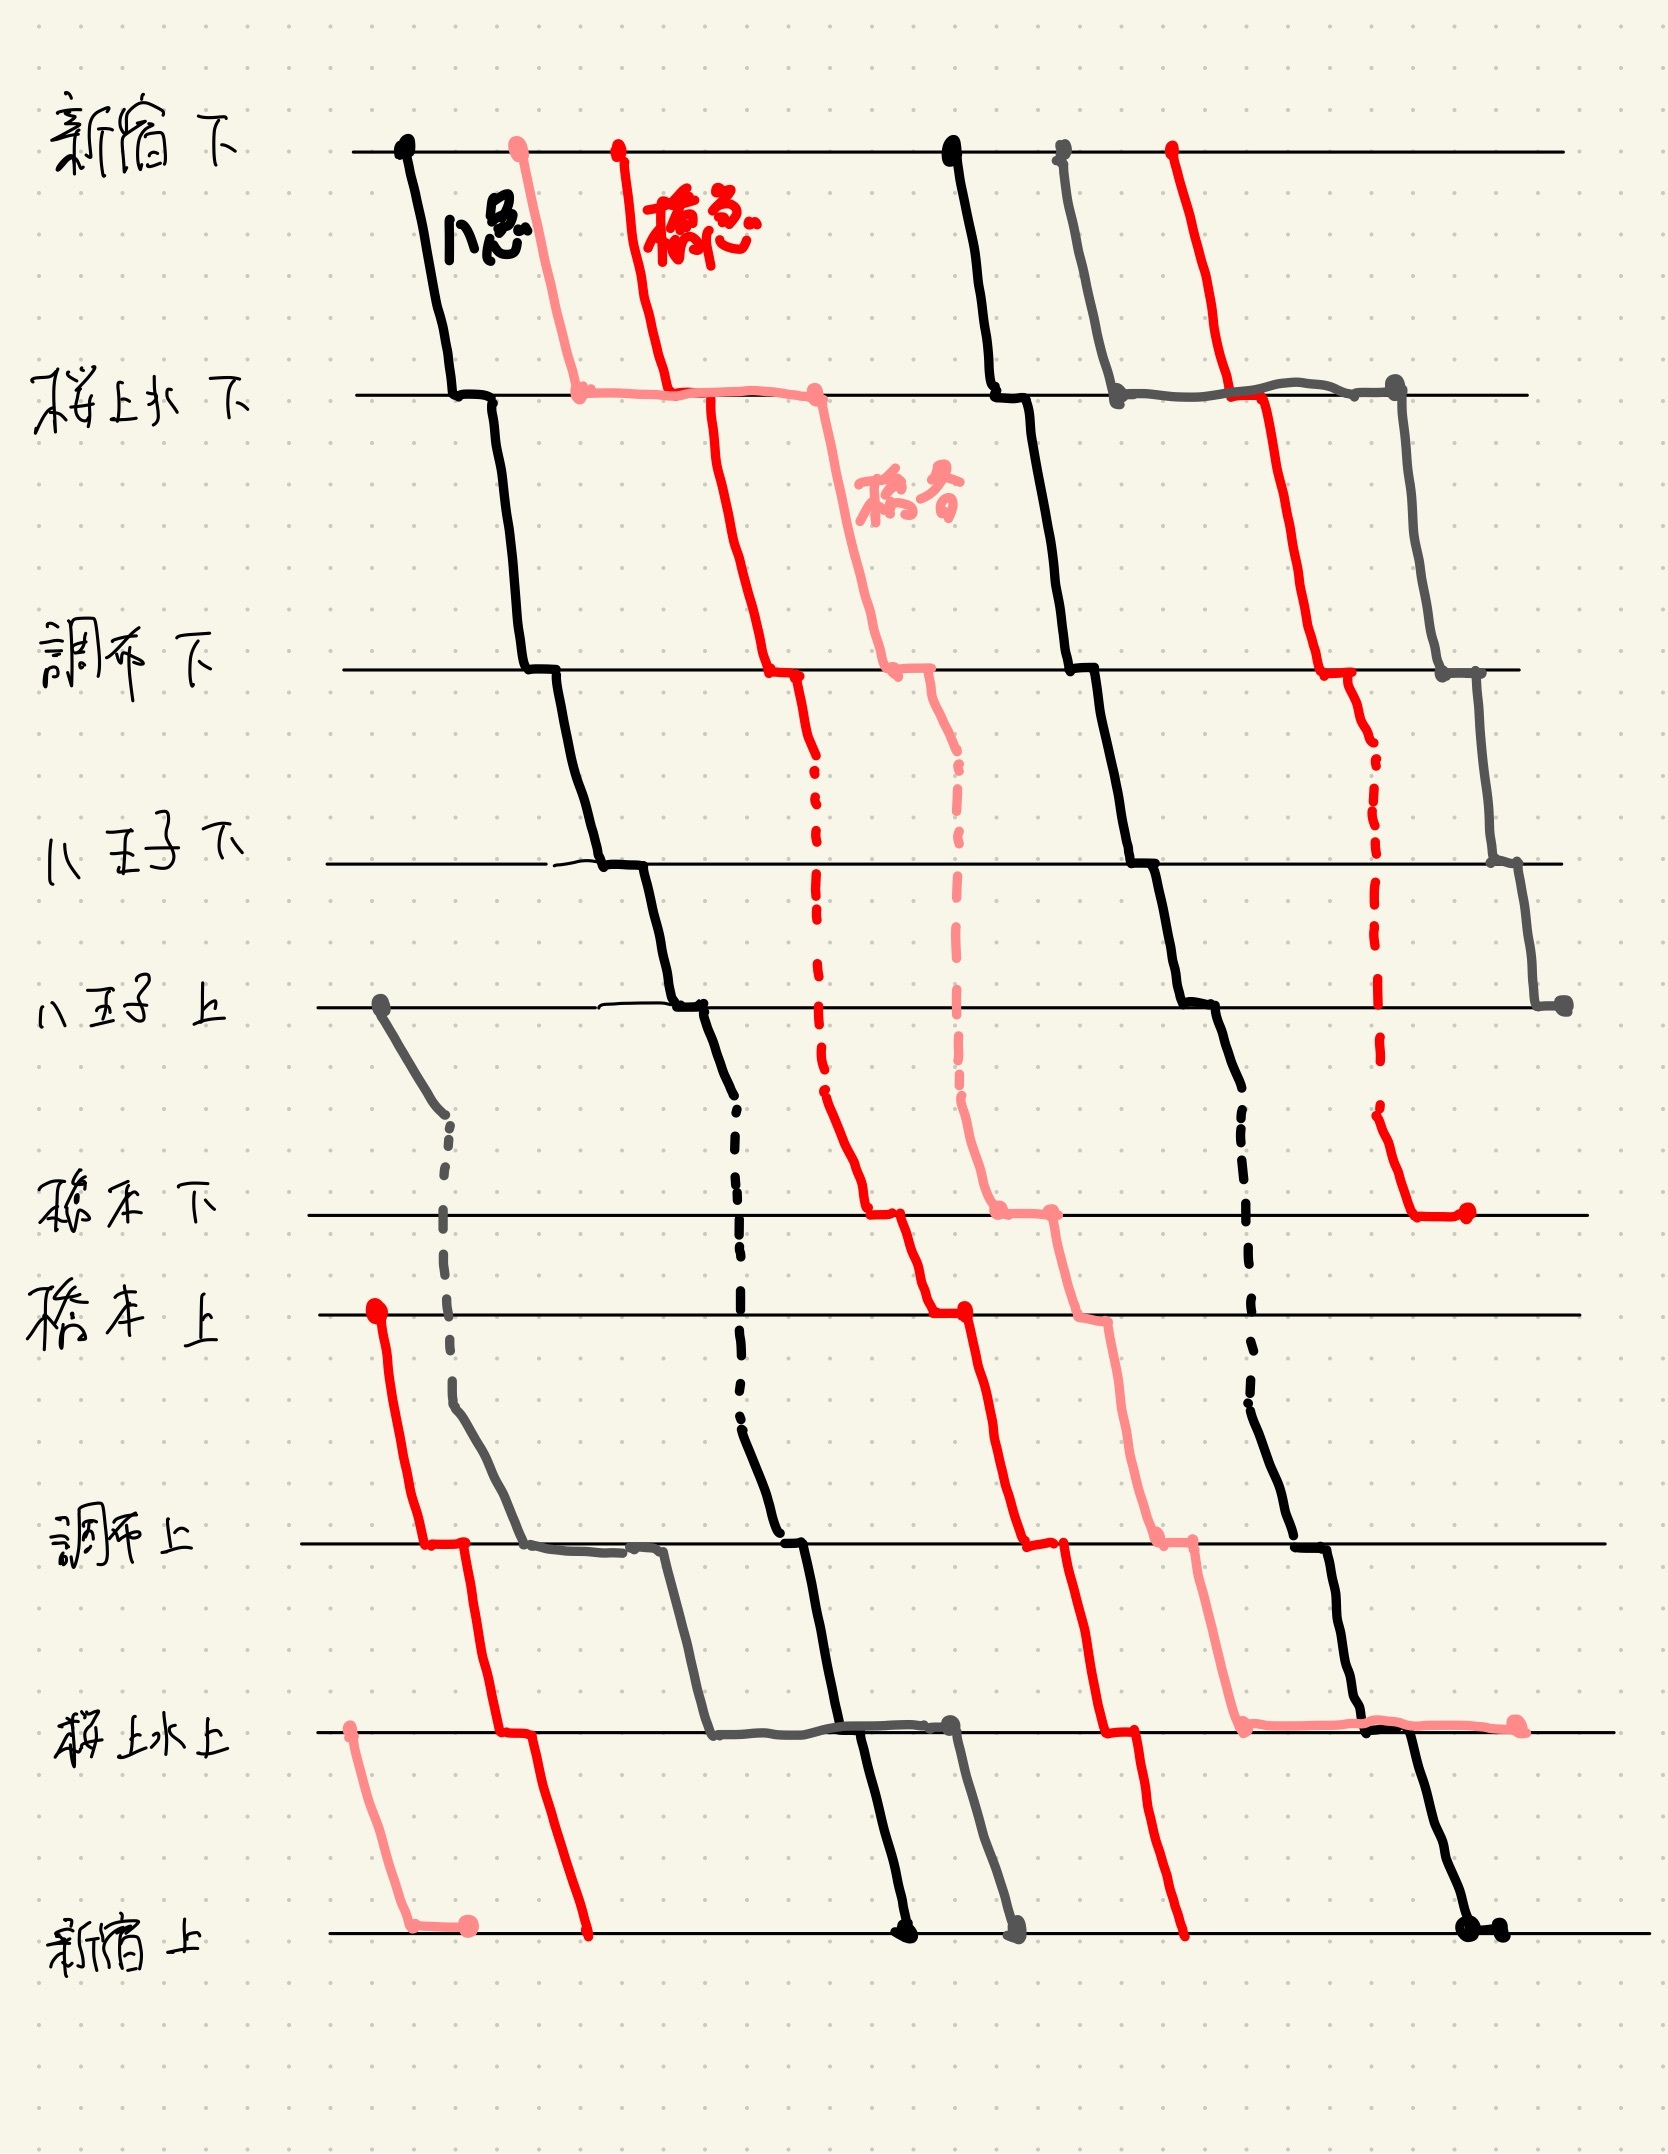 新宿 下
八急
橋急
桜上水 下
橋各
調布 下
八王子 下
八王子 上
橋本 下
橋本 上
調布 上
桜上水上
新宿 上